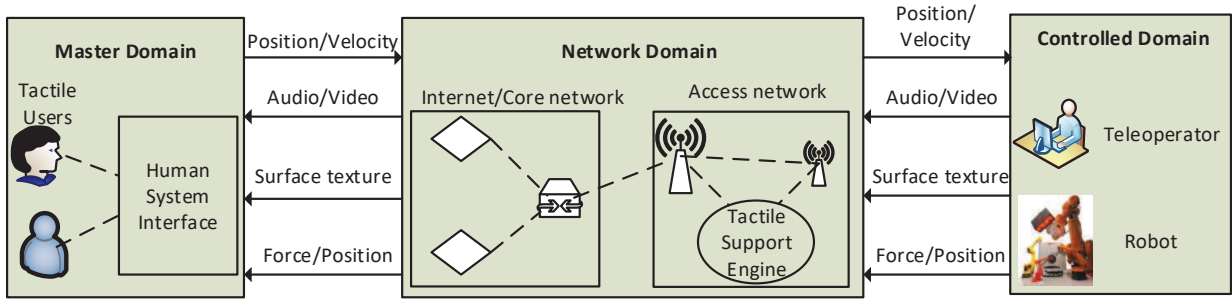 Master Domain
Tactile
Users
Human
System
Interface
Position/Velocity
Audio/Video
Surface texture
Force/Position
Network Domain
Internet/Core network
Access network
Tactile
Support
Engine
Position/
Velocity
Audio/Video
Surface texture
Force/Position
Controlled Domain
Teleoperator
Robot